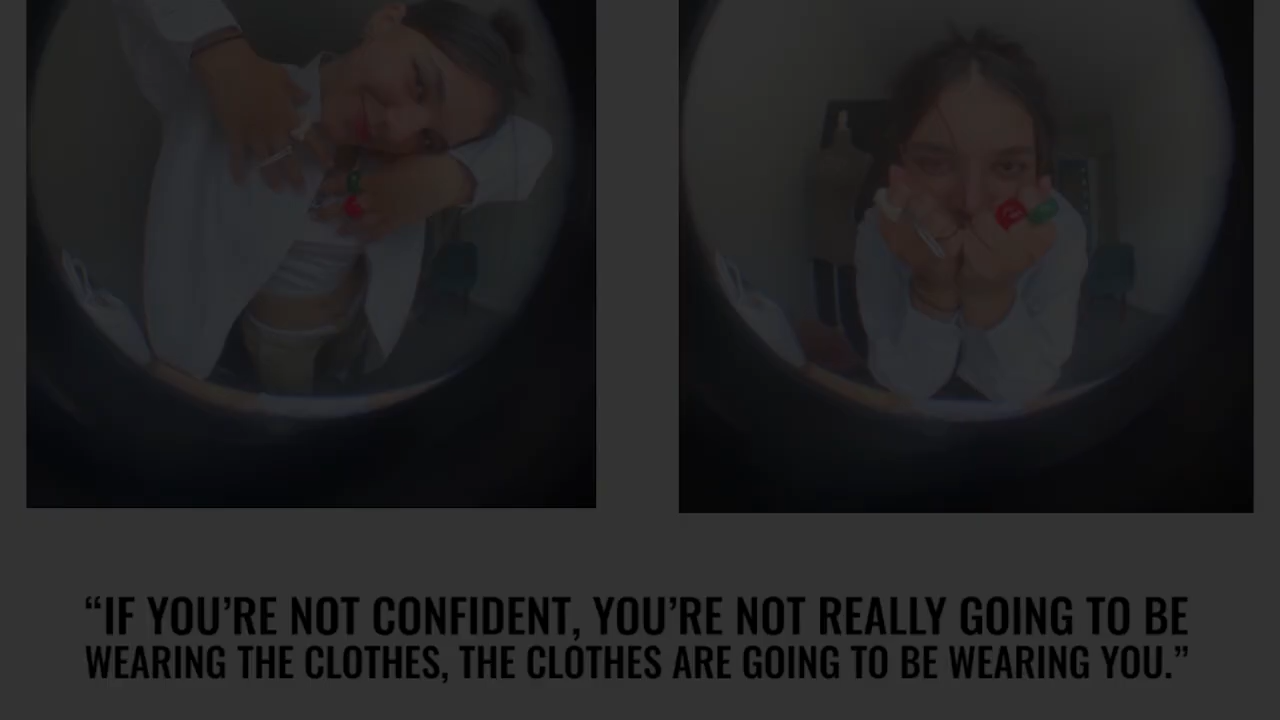 “IF YOU’RE NOT CONFIDENT, YOU’RE NOT REALLY GOING TO BE
WEARING THE CLOTHES, THE CLOTHES ARE GOING TO BE WEARING YOU.”